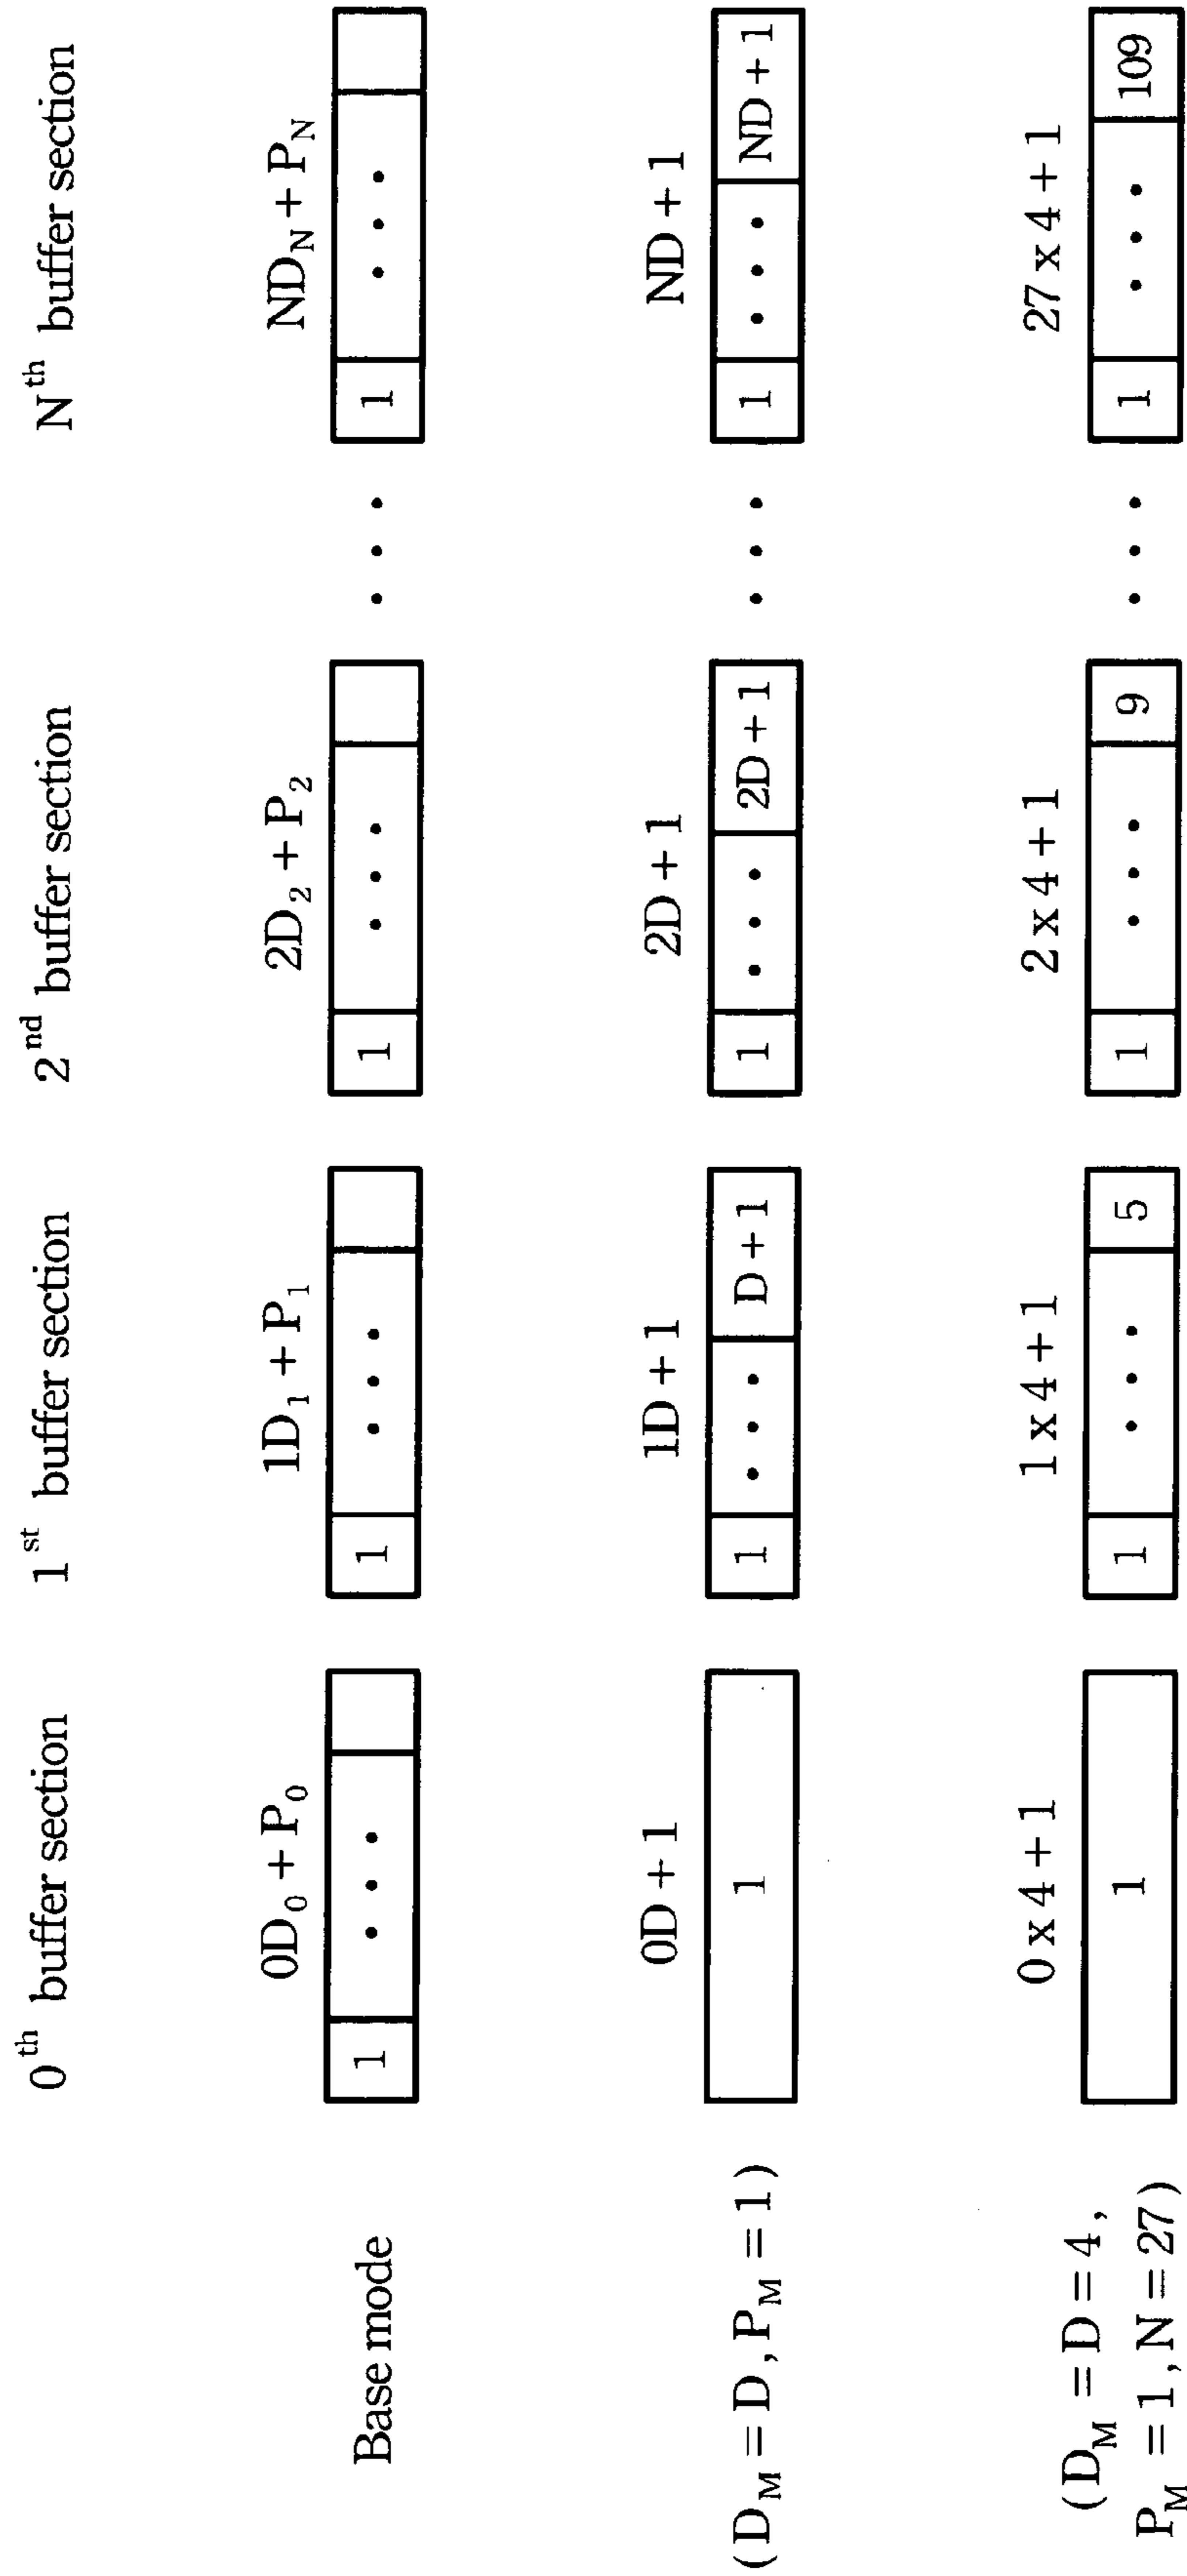 0th buffer section 1st buffer section 2nd buffer section Nth buffer section
0D0 + P0 1D1 + P1 2D2 + P2 NDN + PN
Base mode 1 • • • 1 • • • 1 • • • • • • 1 • • •
0D + 1 1D + 1 2D + 1 ND + 1
(DM = D, PM = 1) 1 1 • • • D + 1 1 • • • 2D + 1 • • • 1 • • • ND + 1
0 x 4 + 1 1 x 4 + 1 2 x 4 + 1 27 x 4 + 1
(DM = D = 4, 1 1 • • • 5 1 • • • 9 • • • 1 • • • 109
PM = 1, N = 27)